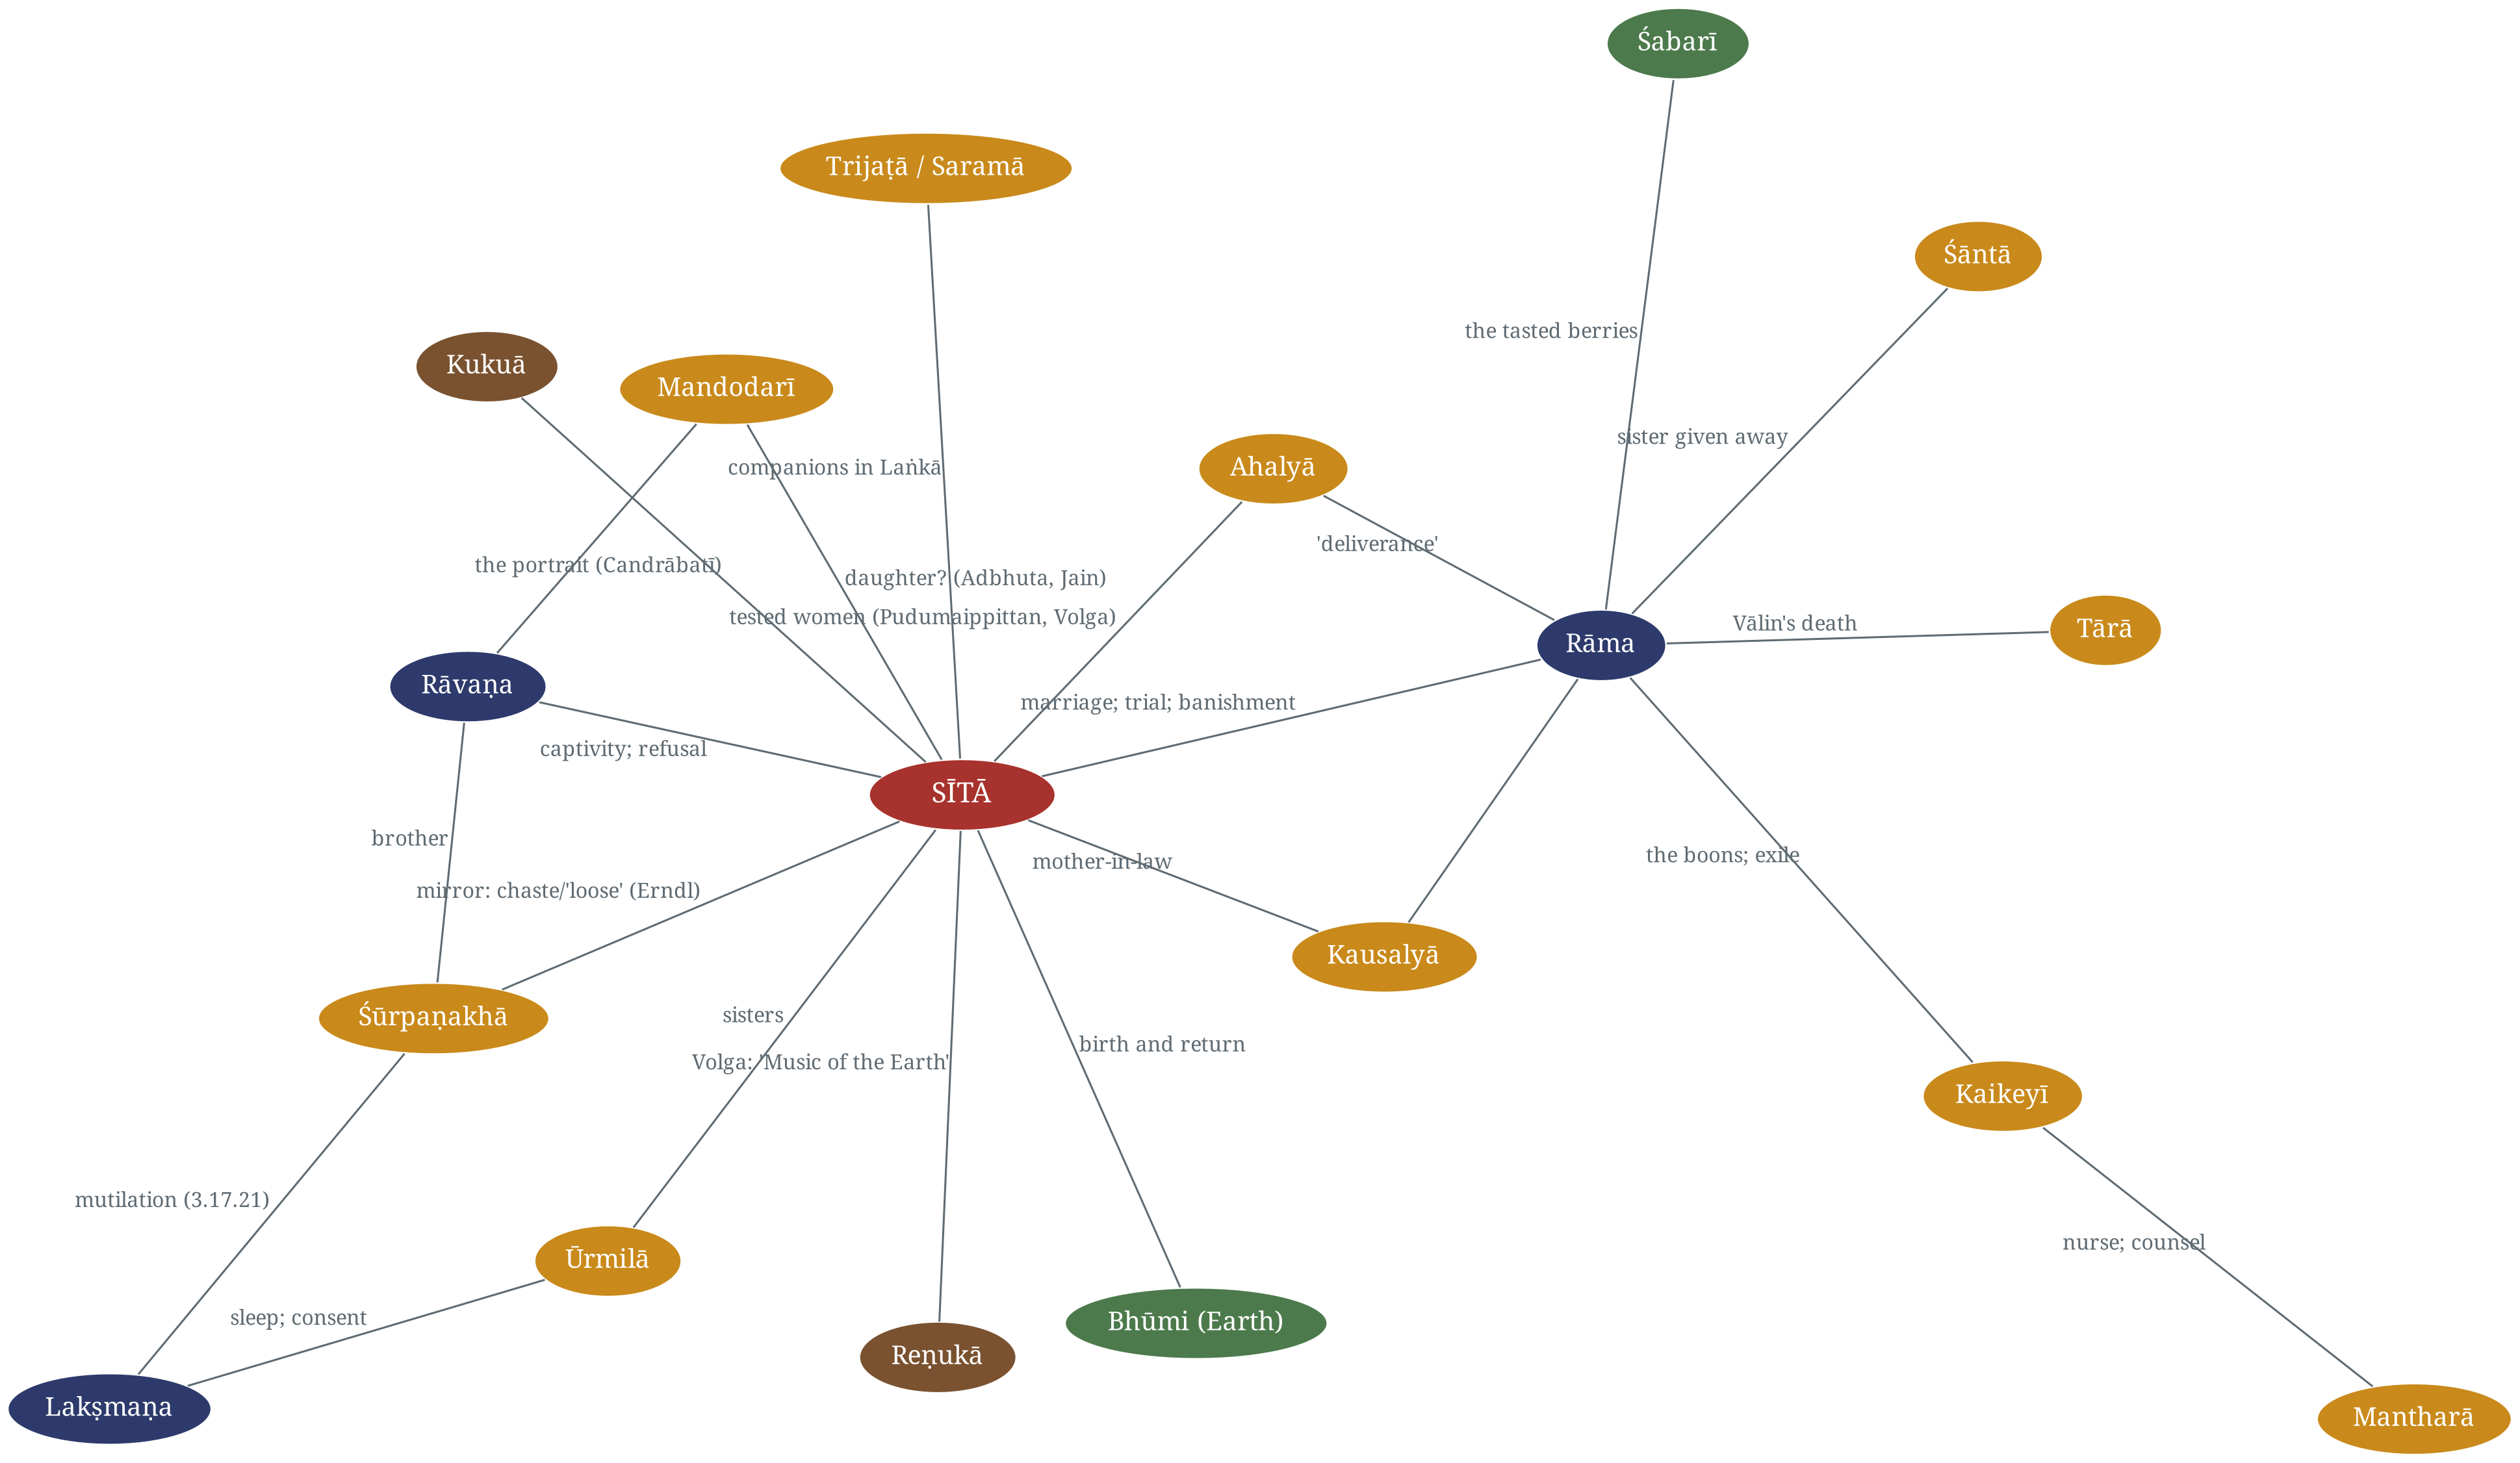 Śabarī
Trijaṭā / Saramā
Śāntā
the tasted berries
Kukuā
Mandodarī
sister given away
Ahalyā
companions in Laṅkā
'deliverance'
the portrait (Candrābatī)
daughter? (Adbhuta, Jain)
tested women (Pudumaippittan, Volga)
Vālin's death
Tārā
Rāma
Rāvaṇa
marriage; trial; banishment
captivity; refusal
SĪTĀ
brother
the boons; exile
mother-in-law
mirror: chaste/'loose' (Erndl)
Kausalyā
Śūrpaṇakhā
sisters
birth and return
Volga: 'Music of the Earth'
Kaikeyī
mutilation (3.17.21)
nurse; counsel
Ūrmilā
sleep; consent
Bhūmi (Earth)
Reṇukā
Lakṣmaṇa
Mantharā